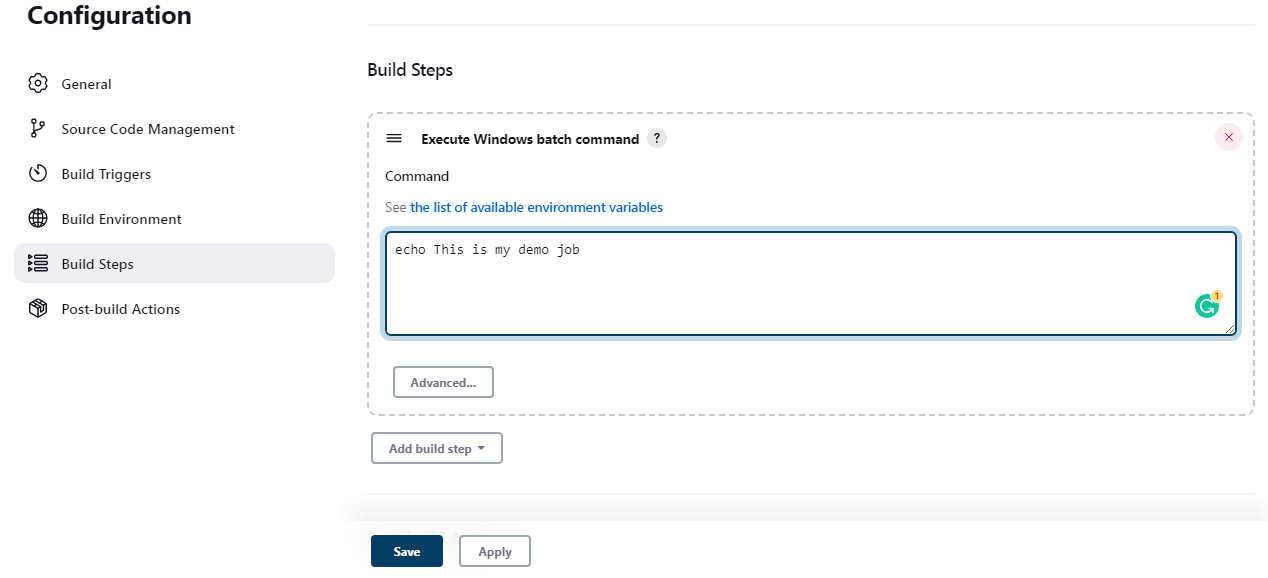 Configuration
General
Source Code Management
Build Triggers
Build Environment
Build Steps
Post-build Actions
Build Steps
Execute Windows batch command ?
Command
See the list of available environment variables
echo This is my demo job
1
Advanced...
Add build step
Save
Apply